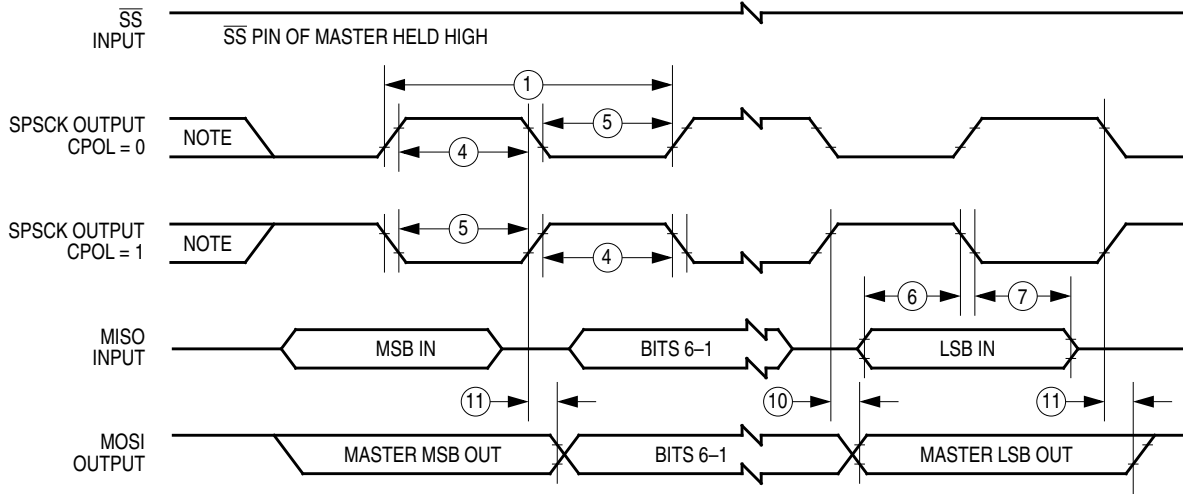 SS
INPUT
SS PIN OF MASTER HELD HIGH
1
SPSCK OUTPUT
CPOL = 0
NOTE
5
4
SPSCK OUTPUT
CPOL = 1
NOTE
5
4
6
7
MISO
INPUT
MSB IN
BITS 6–1
LSB IN
11
10
11
MOSI
OUTPUT
MASTER MSB OUT
BITS 6–1
MASTER LSB OUT